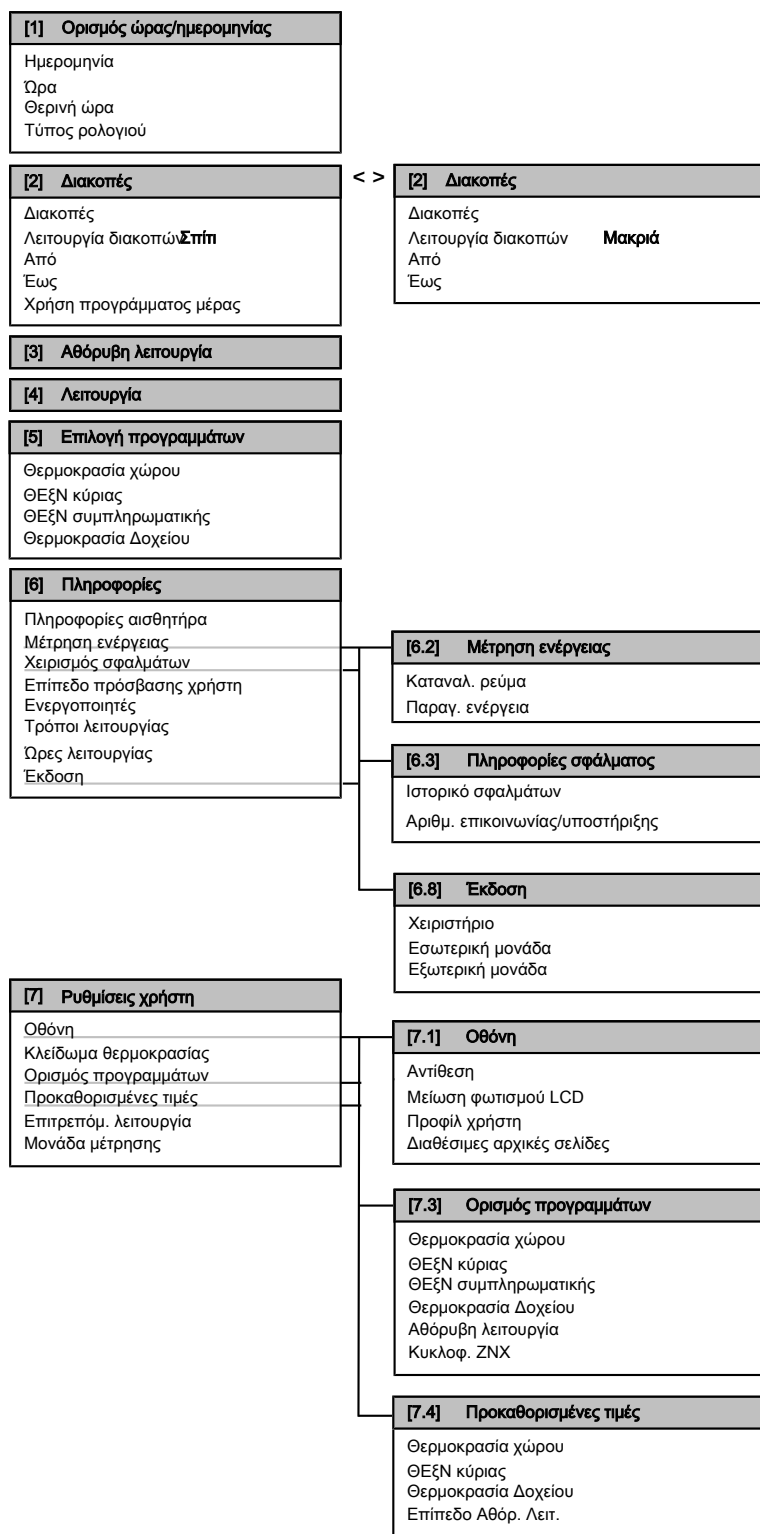 [1] Ορισμός ώρας/ημερομηνίας
Ημερομηνία
Ώρα
Θερινή ώρα
Τύπος ρολογιού
[2] Διακοπές
Διακοπές
Λειτουργία διακοπών Σπίτι
Από
Έως
Χρήση προγράμματος μέρας
< >
[2] Διακοπές
Διακοπές
Λειτουργία διακοπών Μακριά
Από
Έως
[3] Αθόρυβη λειτουργία
[4] Λειτουργία
[5] Επιλογή προγραμμάτων
Θερμοκρασία χώρου
ΘΕξΝ κύριας
ΘΕξΝ συμπληρωματικής
Θερμοκρασία Δοχείου
[6] Πληροφορίες
Πληροφορίες αισθητήρα
Μέτρηση ενέργειας
Χειρισμός σφαλμάτων
Επίπεδο πρόσβασης χρήστη
Ενεργοποιητές
Τρόποι λειτουργίας
Ώρες λειτουργίας
Έκδοση
[6.2] Μέτρηση ενέργειας
Καταναλ. ρεύμα
Παραγ. ενέργεια
[6.3] Πληροφορίες σφάλματος
Ιστορικό σφαλμάτων
Αριθμ. επικοινωνίας/υποστήριξης
[6.8] Έκδοση
Χειριστήριο
Εσωτερική μονάδα
Εξωτερική μονάδα
[7] Ρυθμίσεις χρήστη
Οθόνη
Κλείδωμα θερμοκρασίας
Ορισμός προγραμμάτων
Προκαθορισμένες τιμές
Επιτρεπόμ. λειτουργία
Μονάδα μέτρησης
[7.1] Οθόνη
Αντίθεση
Μείωση φωτισμού LCD
Προφίλ χρήστη
Διαθέσιμες αρχικές σελίδες
[7.3] Ορισμός προγραμμάτων
Θερμοκρασία χώρου
ΘΕξΝ κύριας
ΘΕξΝ συμπληρωματικής
Θερμοκρασία Δοχείου
Αθόρυβη λειτουργία
Κυκλοφ. ΖΝΧ
[7.4] Προκαθορισμένες τιμές
Θερμοκρασία χώρου
ΘΕξΝ κύριας
Θερμοκρασία Δοχείου
Επίπεδο Αθόρ. Λειτ.